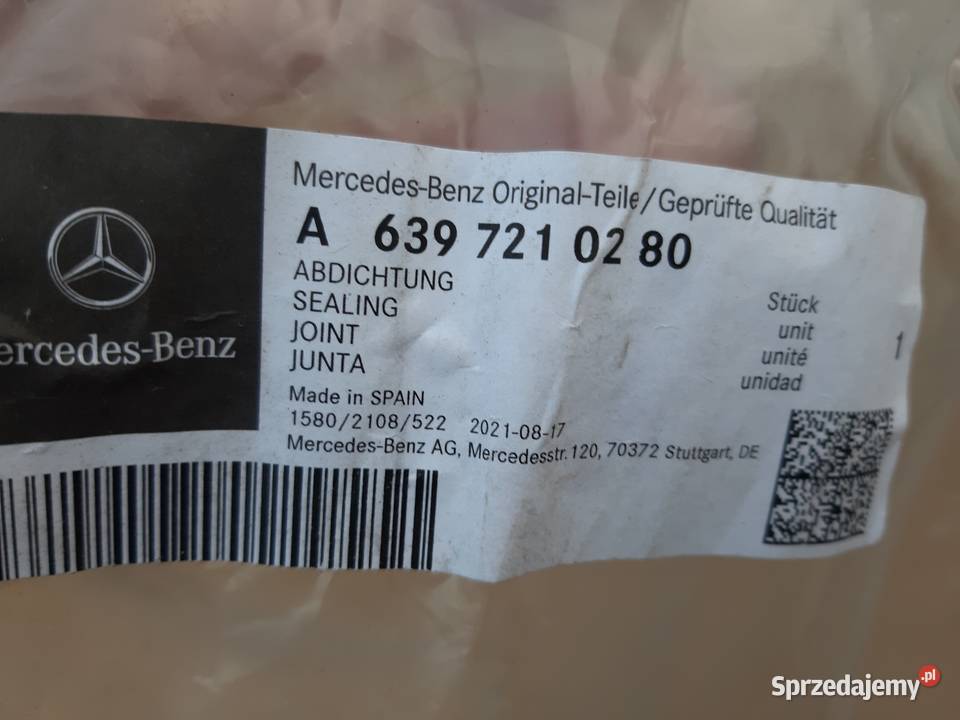 Mercedes-Benz Original-Teile/Geprüfte Qualität
A 639 721 02 80
ABDICHTUNG
SEALING
JOINT
JUNTA
Stück
unit
unité
unidad
1
Made in SPAIN
1580/2108/522 2021-08-17
Mercedes-Benz AG, Mercedesstr.120, 70372 Stuttgart, DE
ercedes-Benz
Sprzedajemy.pl